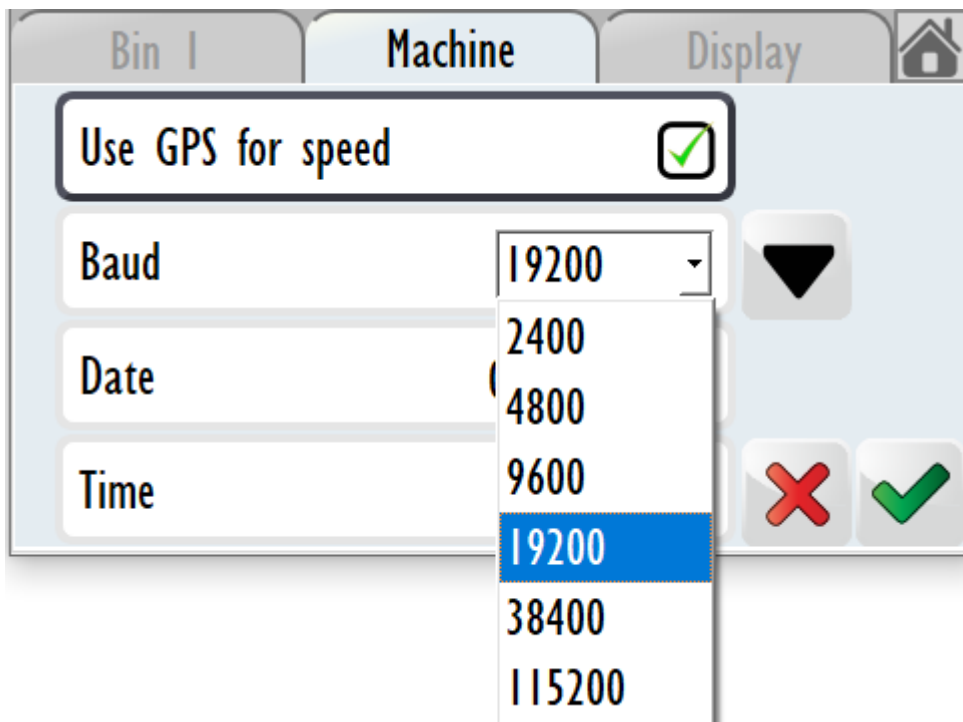 Bin 1
Machine
Display
Use GPS for speed
Baud
19200
2400
4800
Date
9600
Time
19200
38400
115200